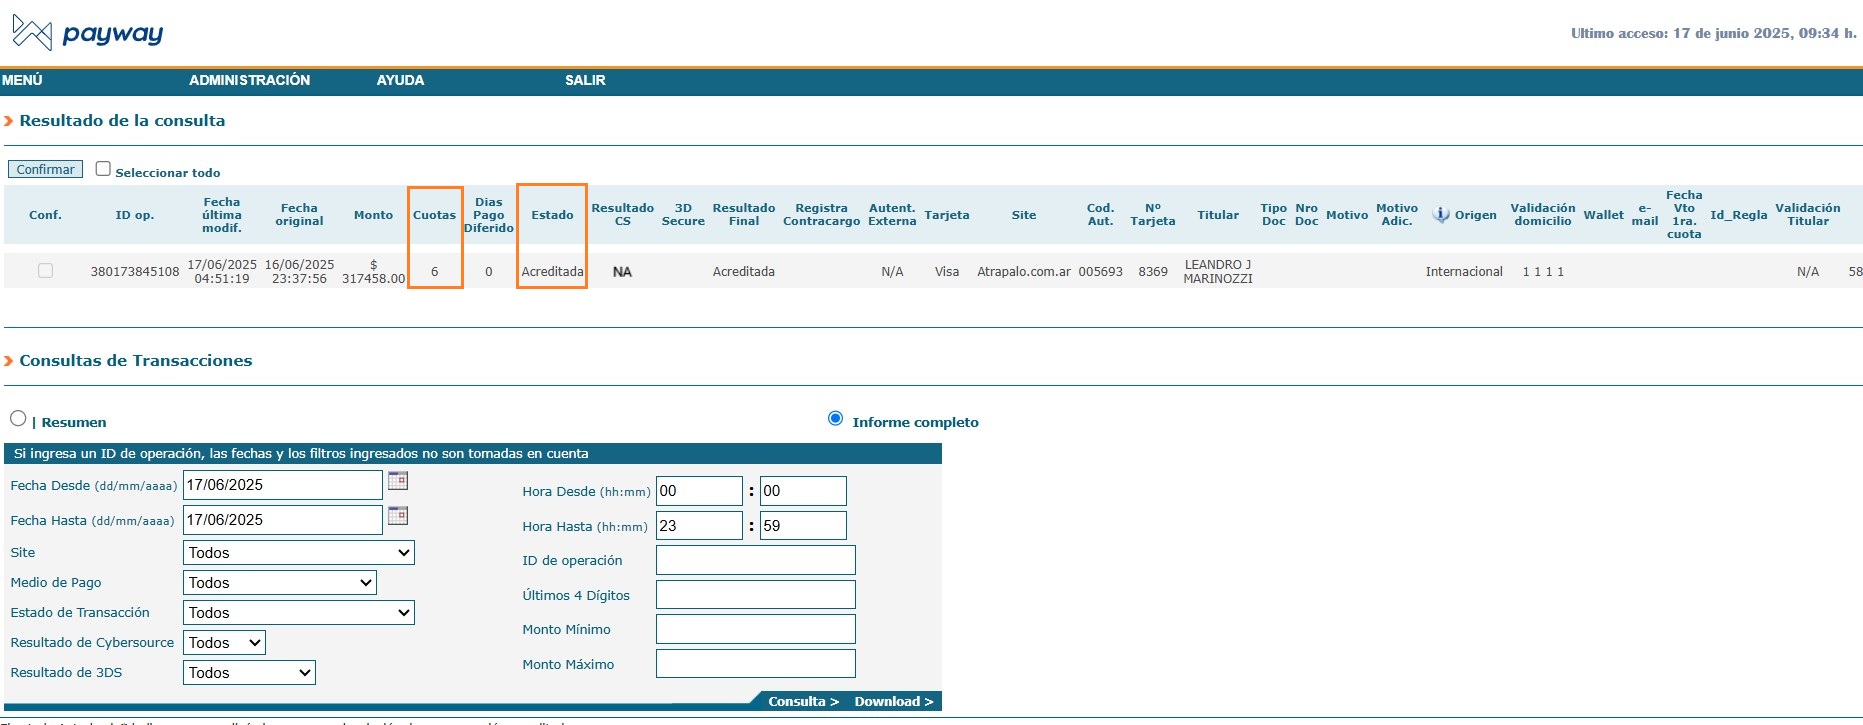 payway
Ultimo acceso: 17 de junio 2025, 09:34 h.
MENÚ ADMINISTRACIÓN AYUDA SALIR
Resultado de la consulta
Confirmar Seleccionar todo
Conf. ID op. Fecha última modif. Fecha original Monto Cuotas Dias Pago Diferido Estado Resultado CS 3D Secure Resultado Final Registra Contracargo Autent. Externa Tarjeta Site Cod. Aut. Nº Tarjeta Titular Tipo Doc Nro Doc Motivo Motivo Adic. Origen Validación domicilio Wallet e-mail Fecha Vto 1ra. cuota Id_Regla Validación Titular
380173845108 17/06/2025 04:51:19 16/06/2025 23:37:56 $ 317458.00 6 0 Acreditada NA Acreditada N/A Visa Atrapalo.com.ar 005693 8369 LEANDRO J MARINOZZI Internacional 1 1 1 1 N/A 58
Consultas de Transacciones
| Resumen Informe completo
Si ingresa un ID de operación, las fechas y los filtros ingresados no son tomadas en cuenta
Fecha Desde (dd/mm/aaaa) 17/06/2025 Hora Desde (hh:mm) 00 : 00
Fecha Hasta (dd/mm/aaaa) 17/06/2025 Hora Hasta (hh:mm) 23 : 59
Site Todos ID de operación
Medio de Pago Todos Últimos 4 Dígitos
Estado de Transacción Todos Monto Mínimo
Resultado de Cybersource Todos Monto Máximo
Resultado de 3DS Todos
Consulta > Download >